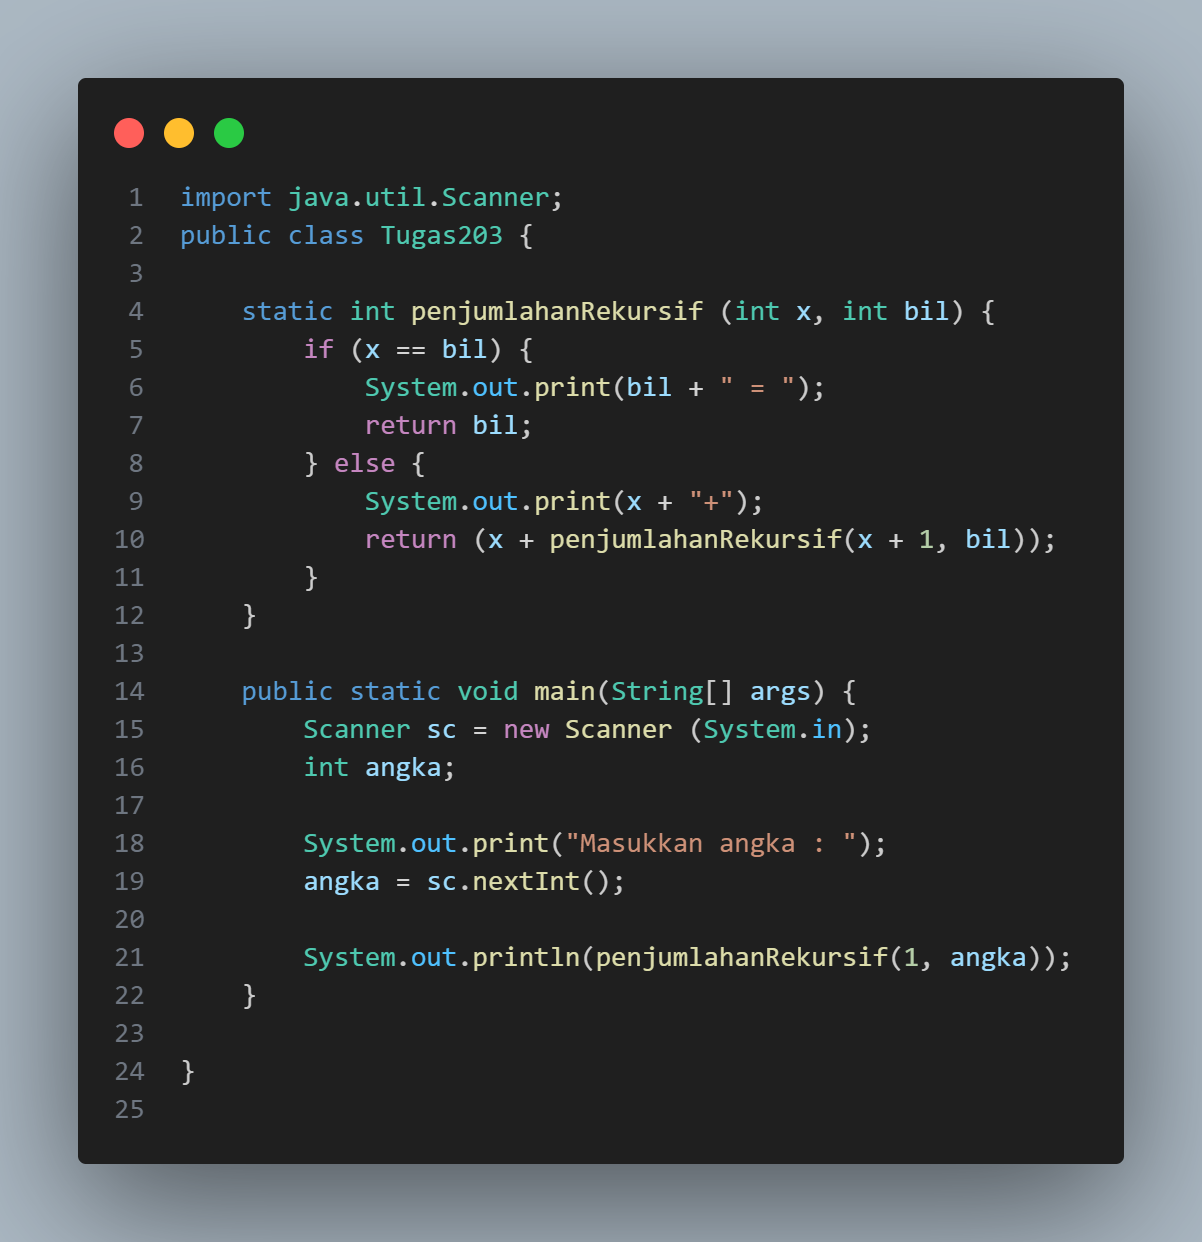 1 import java.util.Scanner;
2 public class Tugas203 {
3
4     static int penjumlahanRekursif (int x, int bil) {
5         if (x == bil) {
6             System.out.print(bil + " = ");
7             return bil;
8         } else {
9             System.out.print(x + "+");
10             return (x + penjumlahanRekursif(x + 1, bil));
11         }
12     }
13
14     public static void main(String[] args) {
15         Scanner sc = new Scanner (System.in);
16         int angka;
17
18         System.out.print("Masukkan angka : ");
19         angka = sc.nextInt();
20
21         System.out.println(penjumlahanRekursif(1, angka));
22     }
23
24 }
25